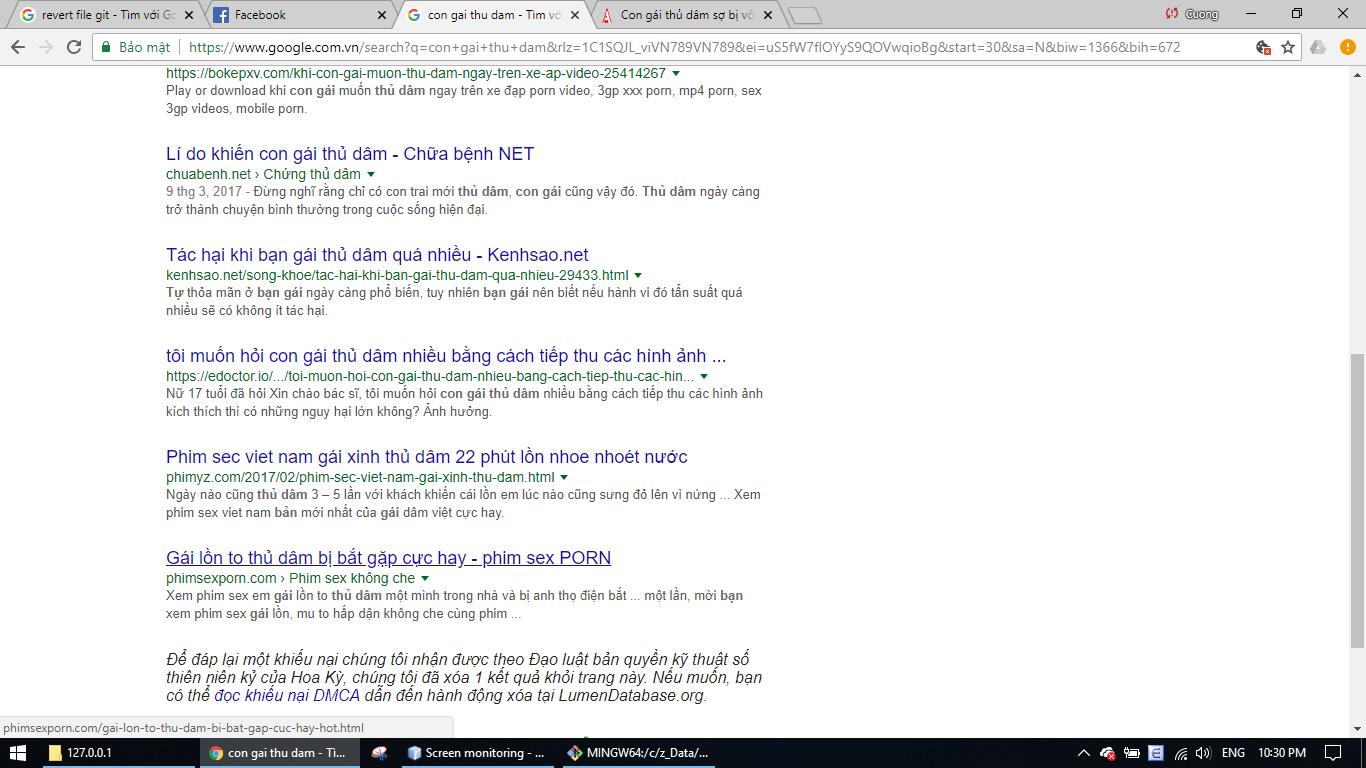 revert file git - Tìm với Go
Facebook
con gai thu dam - Tìm vớ
Con gái thủ dâm sợ bị vô
Cuong
Bảo mật
https://www.google.com.vn/search?q=con+gai+thu+dam&rlz=1C1SQJL_viVN789VN789&ei=uS5fW7fIOYyS9QOVwqioBg&start=30&sa=N&biw=1366&bih=672
https://bokepxv.com/khi-con-gai-muon-thu-dam-ngay-tren-xe-ap-video-25414267
Play or download khi con gái muốn thủ dâm ngay trên xe đạp porn video, 3gp xxx porn, mp4 porn, sex
3gp videos, mobile porn.
Lí do khiến con gái thủ dâm - Chữa bệnh NET
chuabenh.net › Chứng thủ dâm
9 thg 3, 2017 - Đừng nghĩ rằng chỉ có con trai mới thủ dâm, con gái cũng vậy đó. Thủ dâm ngày càng
trở thành chuyện bình thường trong cuộc sống hiện đại.
Tác hại khi bạn gái thủ dâm quá nhiều - Kenhsao.net
kenhsao.net/song-khoe/tac-hai-khi-ban-gai-thu-dam-qua-nhieu-29433.html
Tự thỏa mãn ở bạn gái ngày càng phổ biến, tuy nhiên bạn gái nên biết nếu hành vi đó tần suất quá
nhiều sẽ có không ít tác hại.
tôi muốn hỏi con gái thủ dâm nhiều bằng cách tiếp thu các hình ảnh ...
https://edoctor.io/.../toi-muon-hoi-con-gai-thu-dam-nhieu-bang-cach-tiep-thu-cac-hin...
Nữ 17 tuổi đã hỏi Xin chào bác sĩ, tôi muốn hỏi con gái thủ dâm nhiều bằng cách tiếp thu các hình ảnh
kích thích thì có những nguy hại lớn không? Ảnh hưởng.
Phim sec viet nam gái xinh thủ dâm 22 phút lồn nhoe nhoét nước
phimyz.com/2017/02/phim-sec-viet-nam-gai-xinh-thu-dam.html
Ngày nào cũng thủ dâm 3 – 5 lần với khách khiến cái lồn em lúc nào cũng sưng đỏ lên vì nứng ... Xem
phim sex viet nam bản mới nhất của gái dâm việt cực hay.
Gái lồn to thủ dâm bị bắt gặp cực hay - phim sex PORN
phimsexporn.com › Phim sex không che
Xem phim sex em gái lồn to thủ dâm một mình trong nhà và bị anh thọ điện bắt ... một lần, mời bạn
xem phim sex gái lồn, mu to hấp dận không che cùng phim ...
Để đáp lại một khiếu nại chúng tôi nhận được theo Đạo luật bản quyền kỹ thuật số
thiên niên kỷ của Hoa Kỳ, chúng tôi đã xóa 1 kết quả khỏi trang này. Nếu muốn, bạn
có thể đọc khiếu nại DMCA dẫn đến hành động xóa tại LumenDatabase.org.
phimsexporn.com/gai-lon-to-thu-dam-bi-bat-gap-cuc-hay-hot.html
127.0.0.1
con gai thu dam - Tì...
Screen monitoring - ...
MINGW64:/c/z_Data/...
ENG
10:30 PM